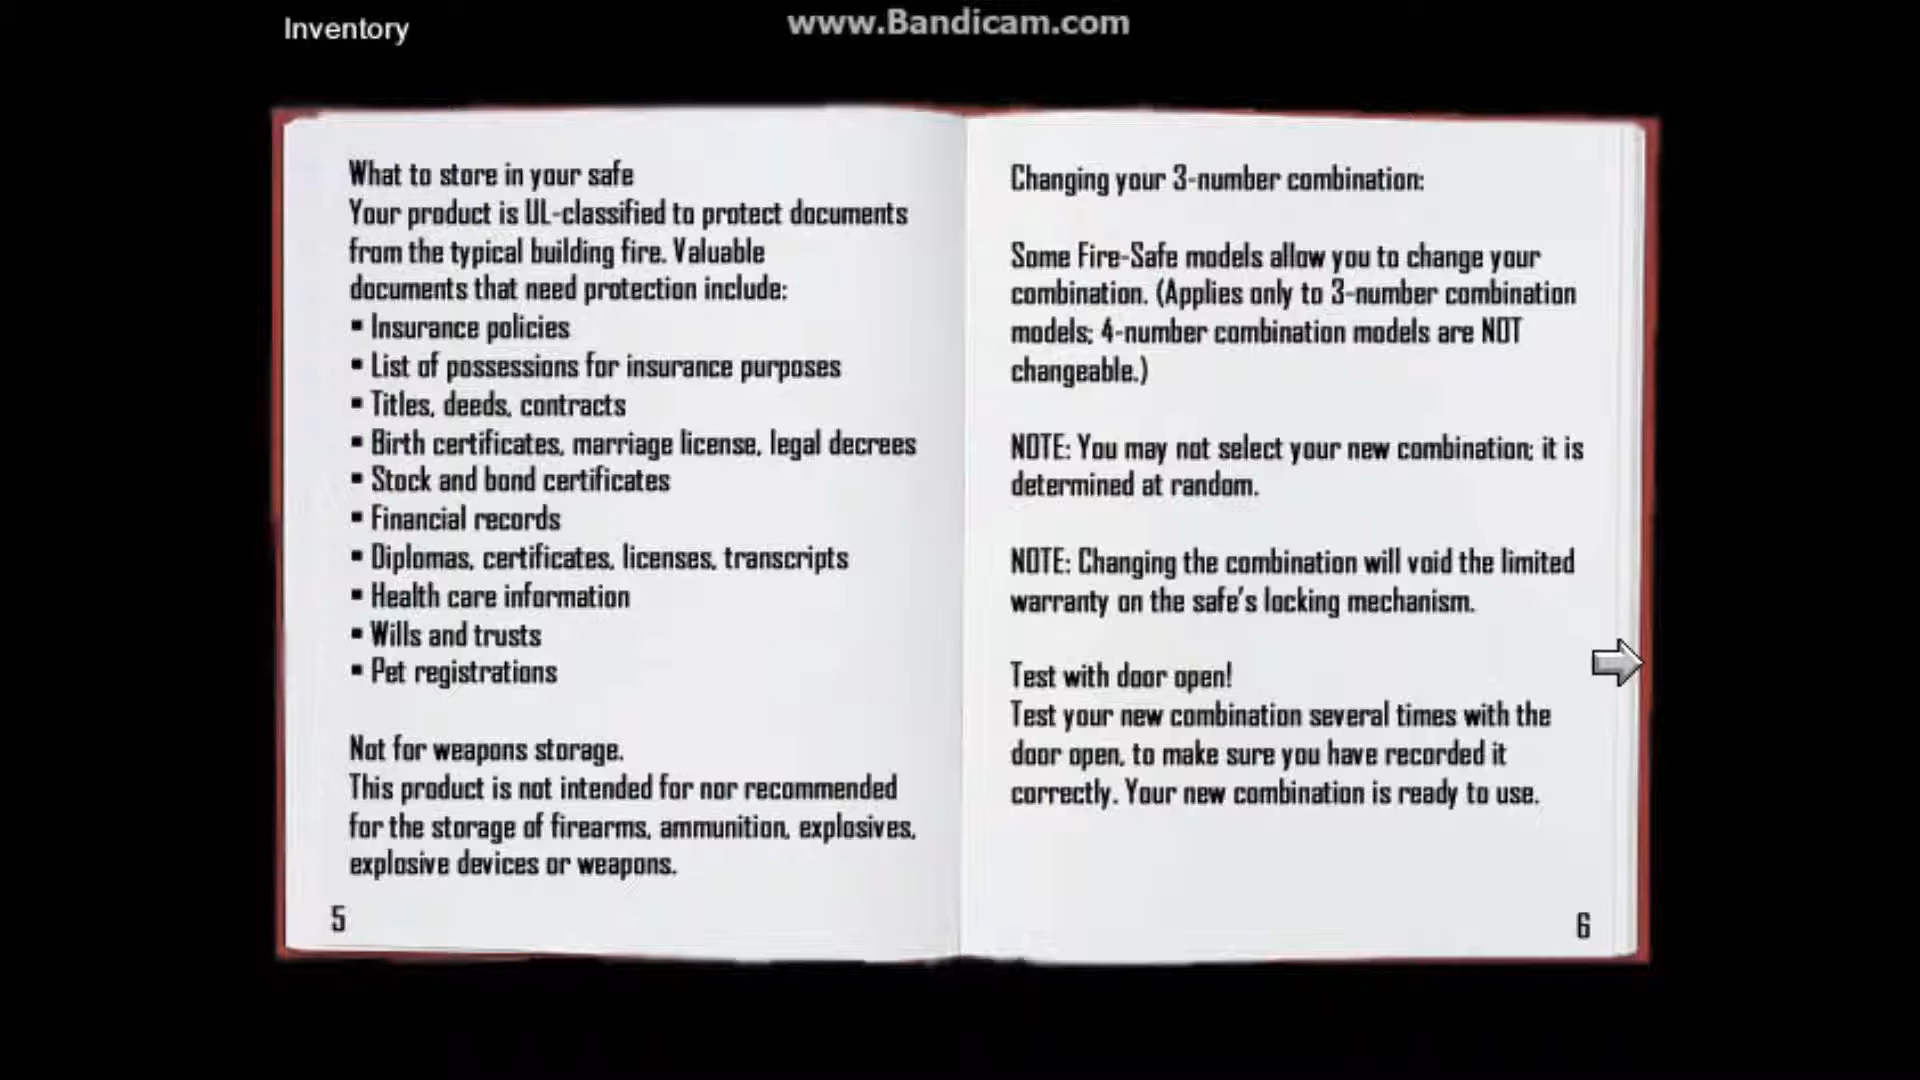 Inventory
www.Bandicam.com
What to store in your safe
Your product is UL-classified to protect documents
from the typical building fire. Valuable
documents that need protection include:
▪ Insurance policies
▪ List of possessions for insurance purposes
▪ Titles, deeds, contracts
▪ Birth certificates, marriage license, legal decrees
▪ Stock and bond certificates
▪ Financial records
▪ Diplomas, certificates, licenses, transcripts
▪ Health care information
▪ Wills and trusts
▪ Pet registrations
Not for weapons storage.
This product is not intended for nor recommended
for the storage of firearms, ammunition, explosives,
explosive devices or weapons.
5
Changing your 3-number combination:
Some Fire-Safe models allow you to change your
combination. (Applies only to 3-number combination
models; 4-number combination models are NOT
changeable.)
NOTE: You may not select your new combination; it is
determined at random.
NOTE: Changing the combination will void the limited
warranty on the safe's locking mechanism.
Test with door open!
Test your new combination several times with the
door open, to make sure you have recorded it
correctly. Your new combination is ready to use.
6